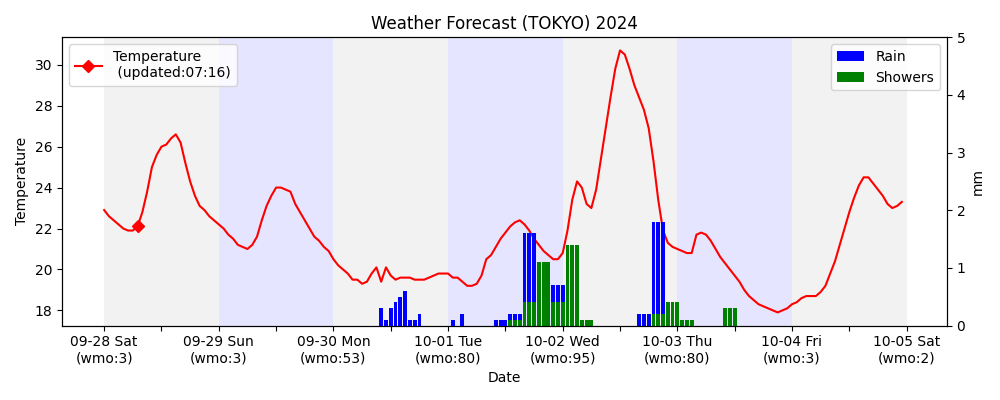 Weather Forecast (TOKYO) 2024
Temperature
(updated:07:16)
Rain
Showers
Temperature
30
28
26
24
22
20
18
5
4
3
2
1
0
mm
09-28 Sat
(wmo:3)
09-29 Sun
(wmo:3)
09-30 Mon
(wmo:53)
10-01 Tue
(wmo:80)
10-02 Wed
(wmo:95)
10-03 Thu
(wmo:80)
10-04 Fri
(wmo:3)
10-05 Sat
(wmo:2)
Date